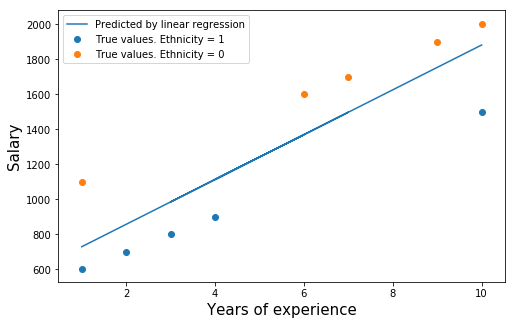 Predicted by linear regression
True values. Ethnicity = 1
True values. Ethnicity = 0
2000
1800
1600
1400
1200
1000
800
600
Salary
2 4 6 8 10
Years of experience